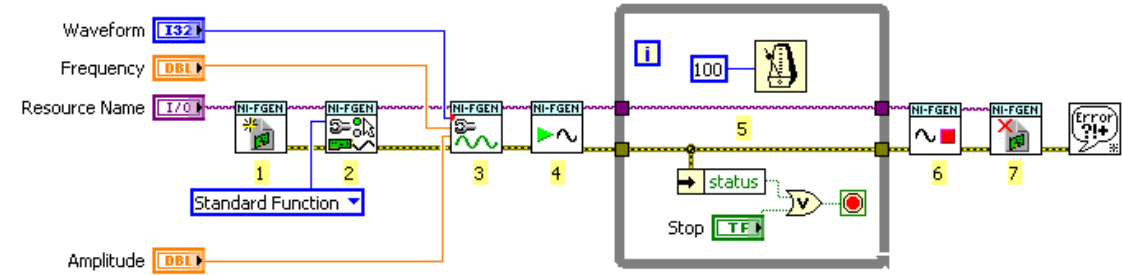 Waveform I32
Frequency DBL
Resource Name I/O
NI-FGEN NI-FGEN NI-FGEN NI-FGEN
1 2 3 4
Standard Function
Amplitude DBL
i
100
5
status
V
Stop TF
NI-FGEN NI-FGEN
6 7
Error
?!+